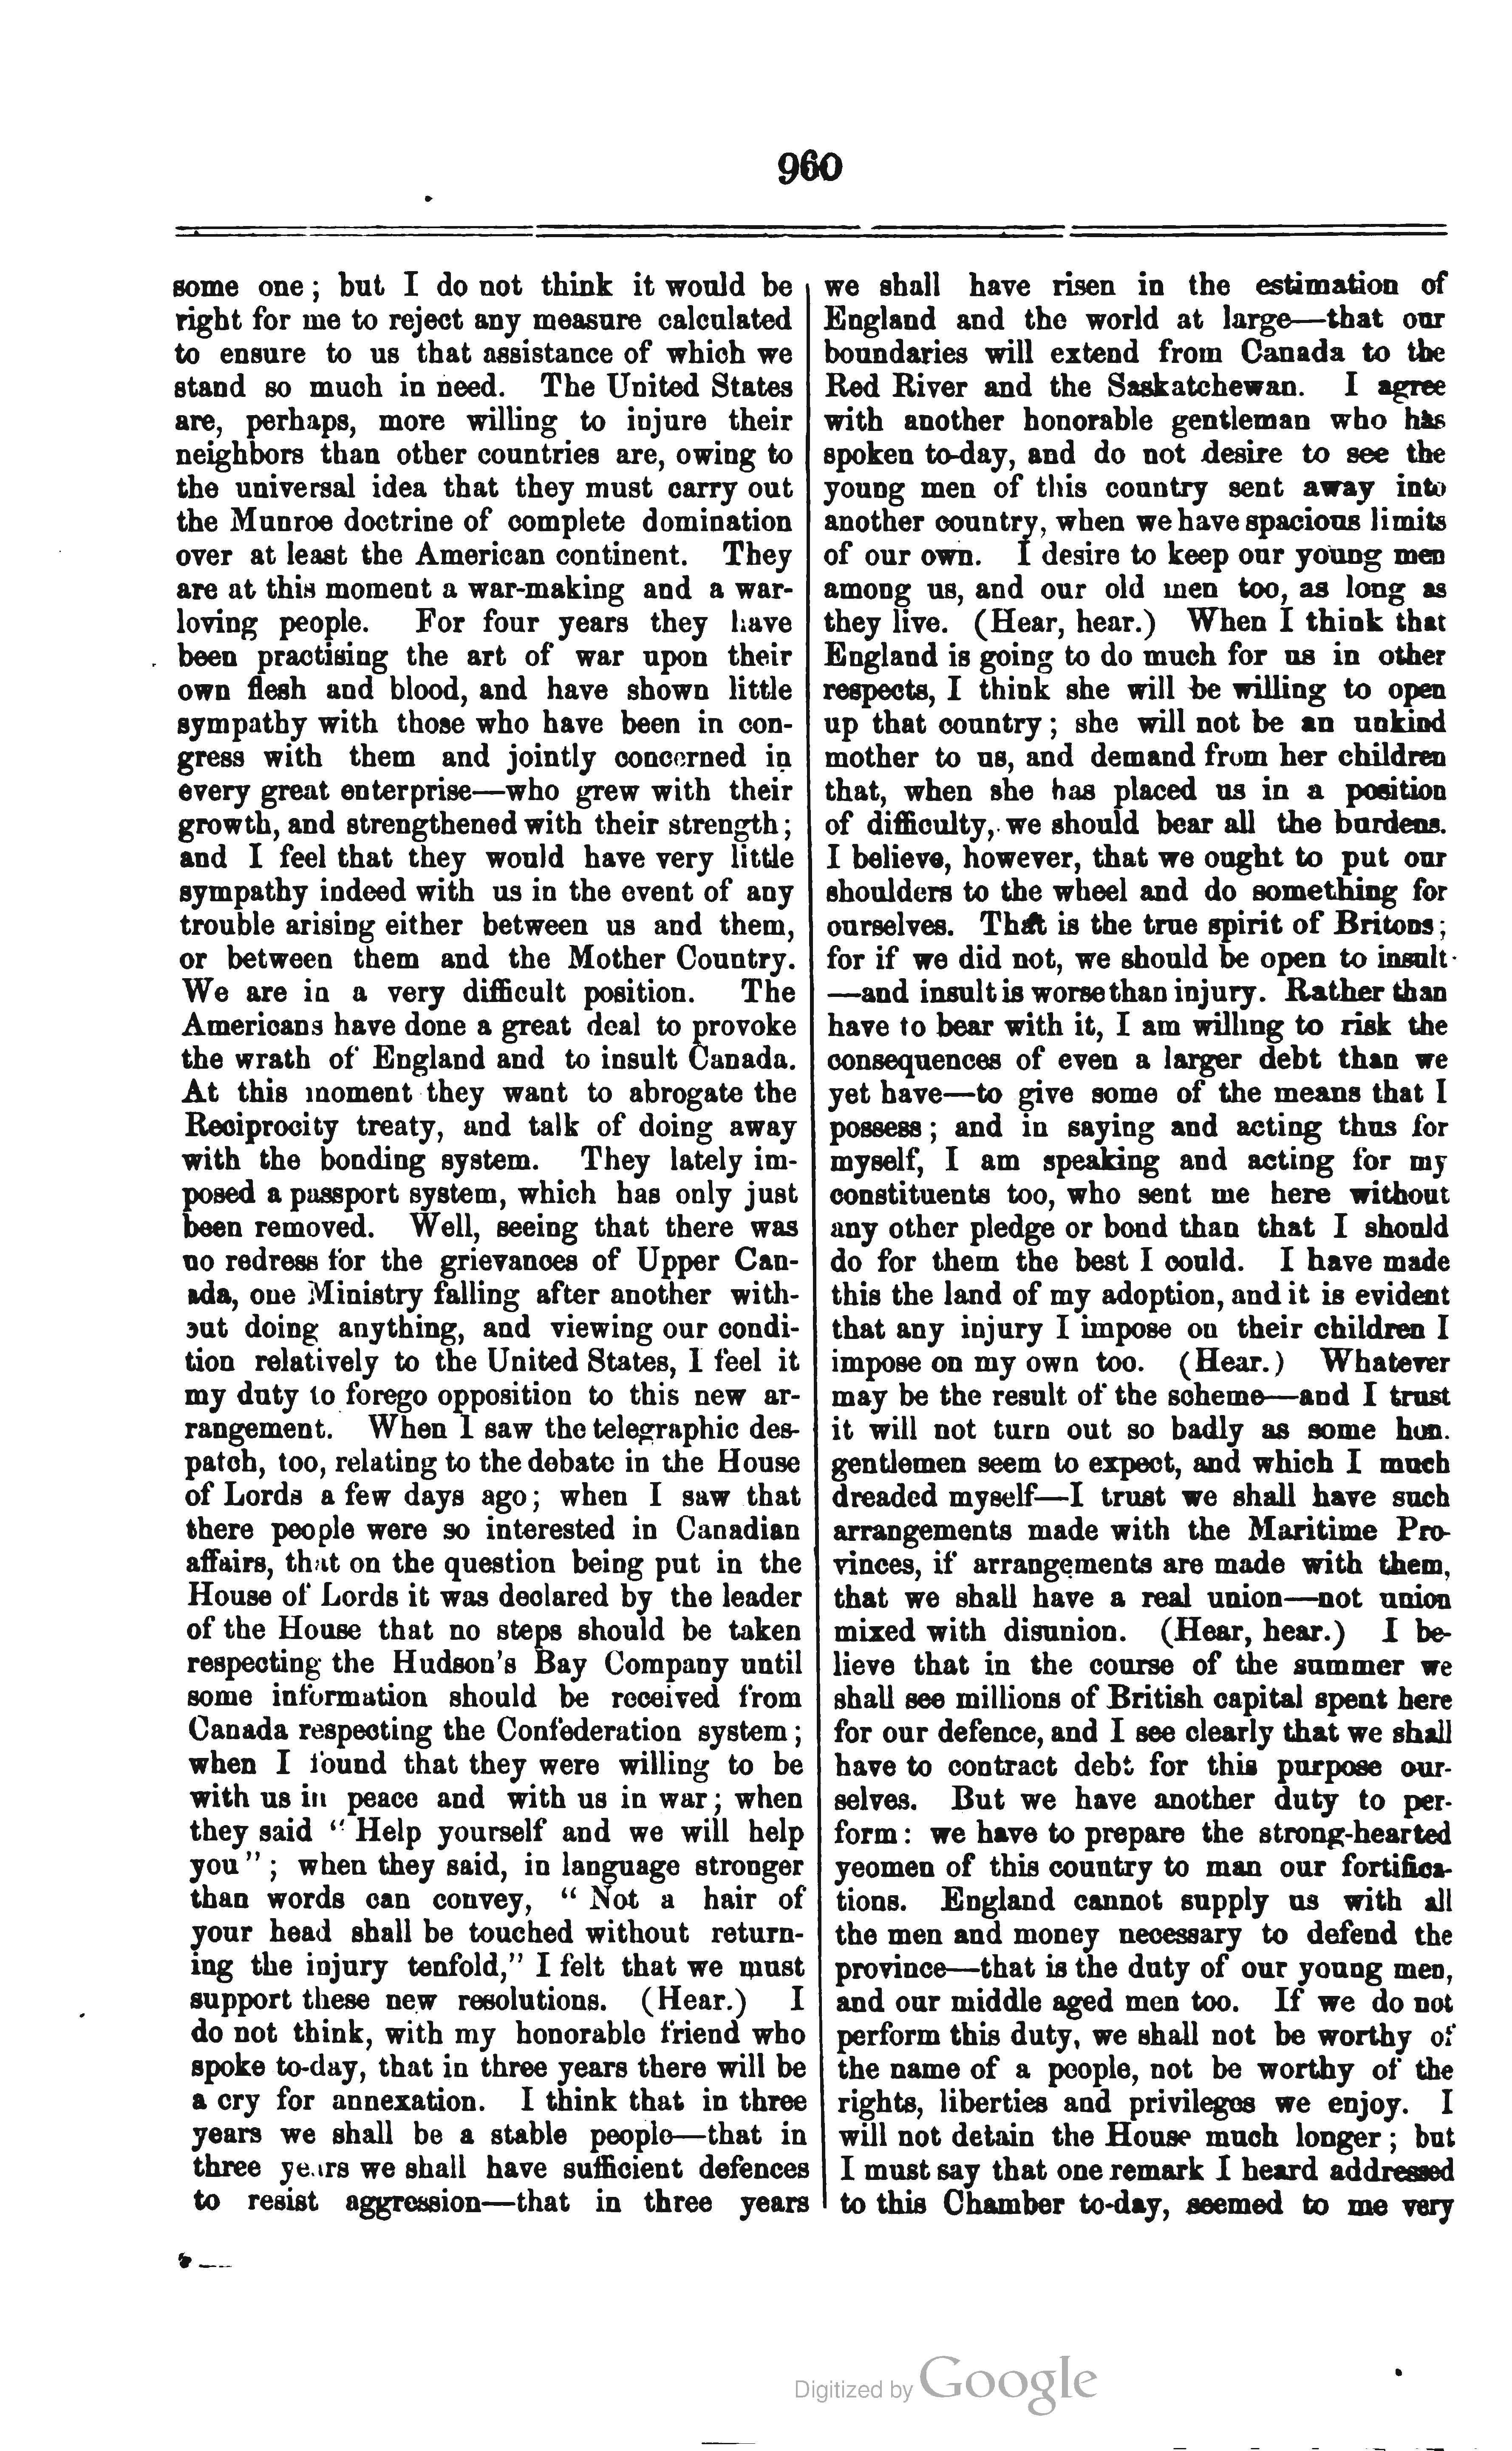 960
some one; but I do not think it would be
right for me to reject any measure calculated
to ensure to us that assistance of which we
stand so much in need. The United States
are, perhaps, more willing to injure their
neighbors than other countries are, owing to
the universal idea that they must carry out
the Munroe doctrine of complete domination
over at least the American continent. They
are at this moment a war-making and a war-
loving people. For four years they have
been practising the art of war upon their
own flesh and blood, and have shown little
sympathy with those who have been in con-
gress with them and jointly concerned in
every great enterprise—who grew with their
growth, and strengthened with their strength;
and I feel that they would have very little
sympathy indeed with us in the event of any
trouble arising either between us and them,
or between them and the Mother Country.
We are in a very difficult position. The
Americans have done a great deal to provoke
the wrath of England and to insult Canada.
At this moment they want to abrogate the
Reciprocity treaty, and talk of doing away
with the bonding system. They lately im-
posed a passport system, which has only just
been removed. Well, seeing that there was
no redress for the grievances of Upper Can-
ada, one Ministry falling after another with-
out doing anything, and viewing our condi-
tion relatively to the United States, I feel it
my duty to forego opposition to this new ar-
rangement. When I saw the telegraphic des-
patch, too, relating to the debate in the House
of Lords a few days ago; when I saw that
there people were so interested in Canadian
affairs, that on the question being put in the
House of Lords it was declared by the leader
of the House that no steps should be taken
respecting the Hudson's Bay Company until
some information should be received from
Canada respecting the Confederation system;
when I found that they were willing to be
with us in peace and with us in war; when
they said "Help yourself and we will help
you"; when they said, in language stronger
than words can convey, "Not a hair of
your head shall be touched without return-
ing the injury tenfold," I felt that we must
support these new resolutions. (Hear.) I
do not think, with my honorable friend who
spoke to-day, that in three years there will be
a cry for annexation. I think that in three
years we shall be a stable people—that in
three years we shall have sufficient defences
to resist aggression—that in three years
we shall have risen in the estimation of
England and the world at large—that our
boundaries will extend from Canada to the
Red River and the Saskatchewan. I agree
with another honorable gentleman who has
spoken to-day, and do not desire to see the
young men of this country sent away into
another country, when we have spacious limits
of our own. I desire to keep our young men
among us, and our old men too, as long as
they live. (Hear, hear.) When I think that
England is going to do much for us in other
respects, I think she will be willing to open
up that country; she will not be an unkind
mother to us, and demand from her children
that, when she has placed us in a position
of difficulty, we should bear all the burdens.
I believe, however, that we ought to put our
shoulders to the wheel and do something for
ourselves. That is the true spirit of Britons;
for if we did not, we should be open to insult
—and insult is worse than injury. Rather than
have to bear with it, I am willing to risk the
consequences of even a larger debt than we
yet have—to give some of the means that I
possess; and in saying and acting thus for
myself, I am speaking and acting for my
constituents too, who sent me here without
any other pledge or bond than that I should
do for them the best I could. I have made
this the land of my adoption, and it is evident
that any injury I impose on their children I
impose on my own too. (Hear.) Whatever
may be the result of the scheme—and I trust
it will not turn out so badly as some hon.
gentlemen seem to expect, and which I much
dreaded myself—I trust we shall have such
arrangements made with the Maritime Pro-
vinces, if arrangements are made with them,
that we shall have a real union—not union
mixed with disunion. (Hear, hear.) I be-
lieve that in the course of the summer we
shall see millions of British capital spent here
for our defence, and I see clearly that we shall
have to contract debt for this purpose our-
selves. But we have another duty to per-
form: we have to prepare the strong-hearted
yeomen of this country to man our fortifica-
tions. England cannot supply us with all
the men and money necessary to defend the
province—that is the duty of our young men,
and our middle aged men too. If we do not
perform this duty, we shall not be worthy of
the name of a people, not be worthy of the
rights, liberties and privileges we enjoy. I
will not detain the House much longer; but
I must say that one remark I heard addressed
to this Chamber to-day, seemed to me very
Digitized by Google